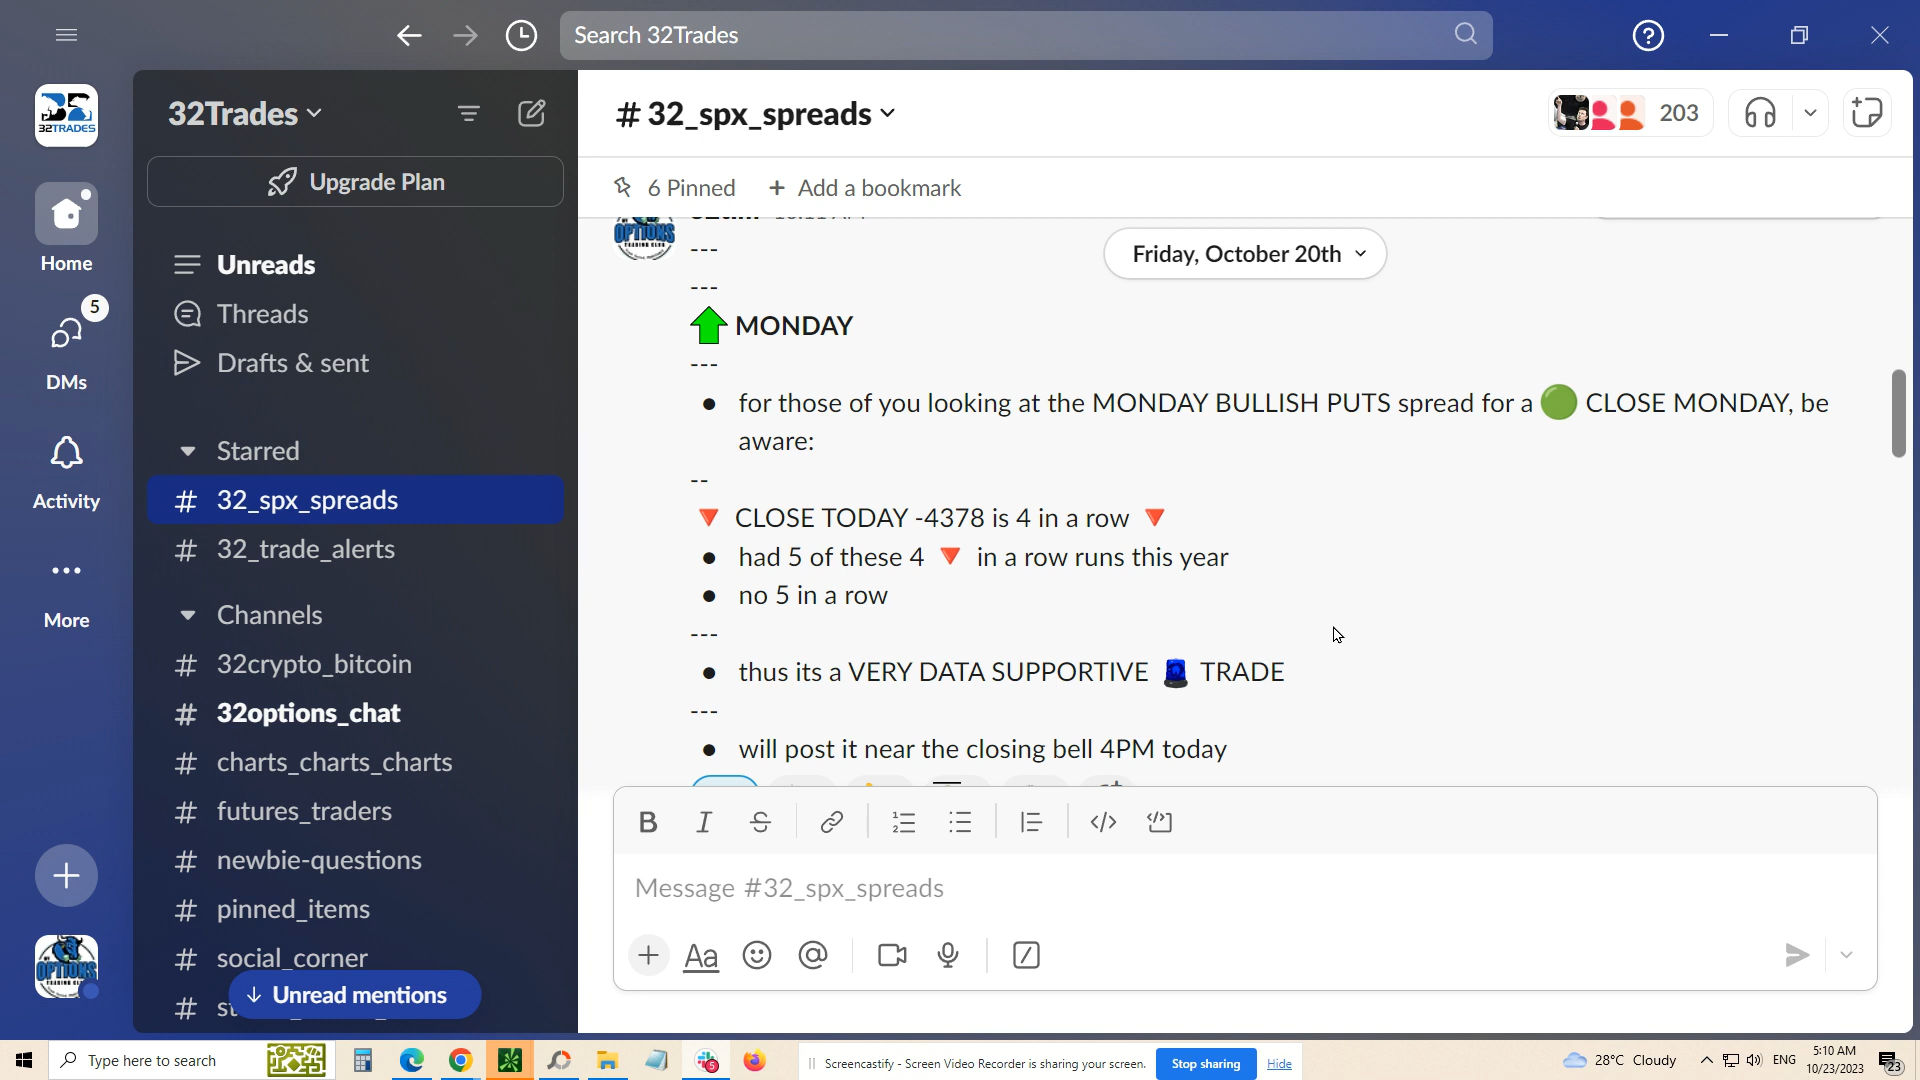 Search 32Trades
32TRADES
32Trades
# 32_spx_spreads
203
Upgrade Plan
6 Pinned
+ Add a bookmark
Home
Unreads
Threads
Drafts & sent
5
DMs
Starred
# 32_spx_spreads
# 32_trade_alerts
Activity
More
Channels
# 32crypto_bitcoin
# 32options_chat
# charts_charts_charts
# futures_traders
# newbie-questions
# pinned_items
# social_corner
Unread mentions
OPTIONS
OPTIONS
---
Friday, October 20th
---
MONDAY
---
• for those of you looking at the MONDAY BULLISH PUTS spread for a 🟢 CLOSE MONDAY, be
aware:
--
🔻 CLOSE TODAY -4378 is 4 in a row 🔻
• had 5 of these 4 🔻 in a row runs this year
• no 5 in a row
---
• thus its a VERY DATA SUPPORTIVE TRADE
---
• will post it near the closing bell 4PM today
Message #32_spx_spreads
Type here to search
Screencastify - Screen Video Recorder is sharing your screen.
Stop sharing
Hide
28°C Cloudy
ENG
5:10 AM
10/23/2023
23